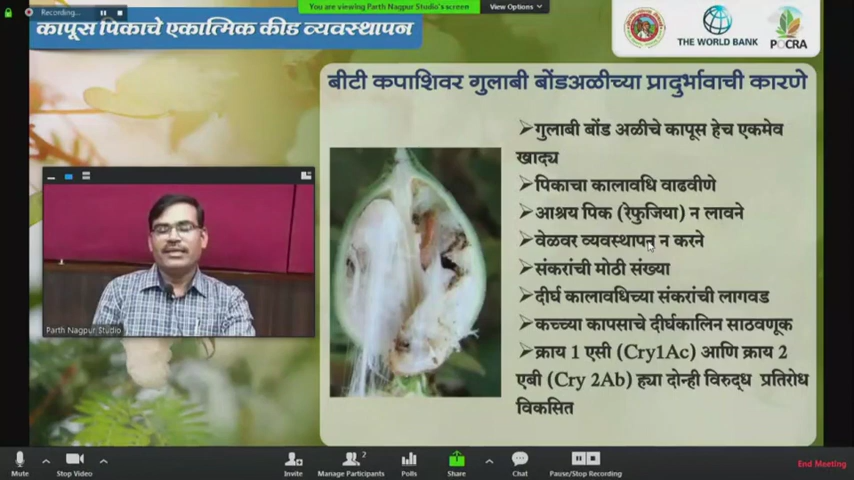 Recording...
You are viewing Parth Nagpur Studio's screen
View Options
कापूस पिकाचे एकात्मिक कीड व्यवस्थापन
THE WORLD BANK
POCRA
बीटी कपाशिवर गुलाबी बोंडअळीच्या प्रादुर्भावाची कारणे
➢गुलाबी बोंड अळीचे कापूस हेच एकमेव
खाद्य
➢पिकाचा कालावधि वाढवीणे
➢आश्रय पिक (रेफुजिया) न लावने
➢वेळवर व्यवस्थापन न करने
➢संकरांची मोठी संख्या
➢दीर्घ कालावधिच्या संकरांची लागवड
➢कच्च्या कापसाचे दीर्घकालिन साठवणूक
➢क्राय 1 एसी (Cry1Ac) आणि क्राय 2
एबी (Cry 2Ab) ह्या दोन्ही विरुद्ध प्रतिरोध
विकसित
Parth Nagpur Studio
Mute
Stop Video
Invite
2
Manage Participants
Polls
Share
Chat
Pause/Stop Recording
End Meeting